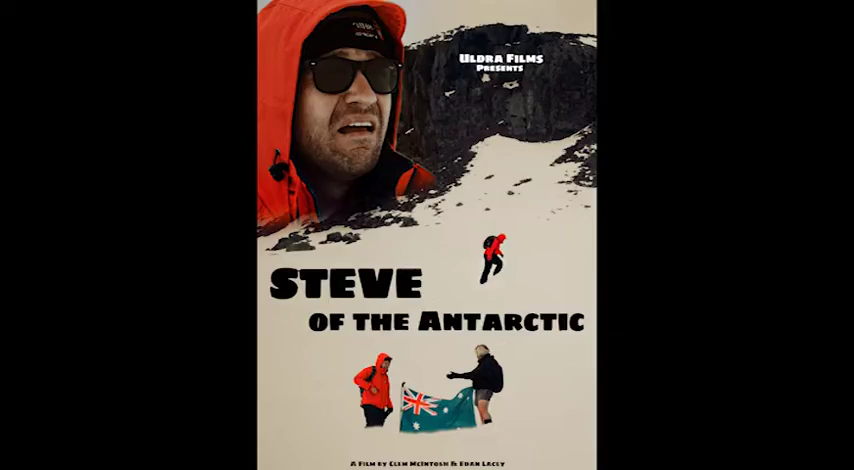 Uldra Films
Presents
Steve
of the Antarctic
A Film by Clem McIntosh & Edan Lacey